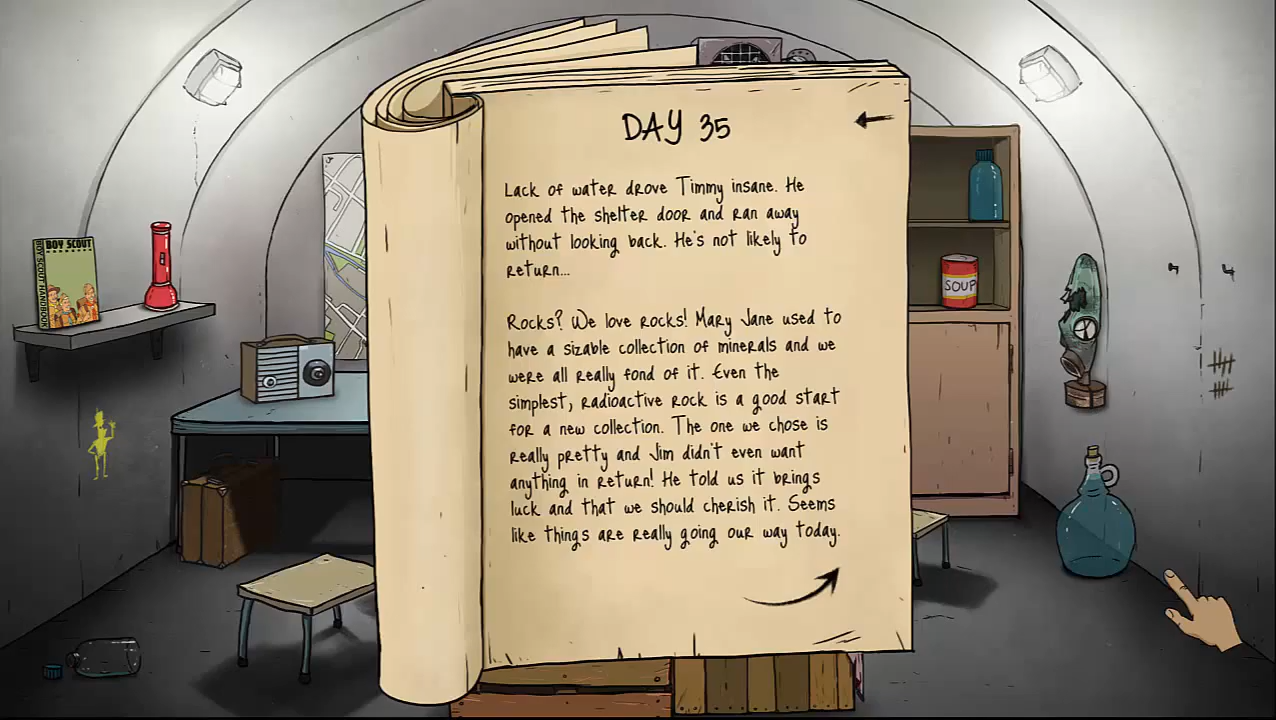 DAY 35
Lack of water drove Timmy insane. He
opened the shelter door and ran away
without looking back. He's not likely to
return...
Rocks? We love rocks! Mary Jane used to
have a sizable collection of minerals and we
were all really fond of it. Even the
simplest, radioactive rock is a good start
for a new collection. The one we chose is
really pretty and Jim didn't even want
anything in return! He told us it brings
luck and that we should cherish it. Seems
like things are really going our way today.
BOY SCOUT
BOY SCOUT HANDBOOK
SOUP